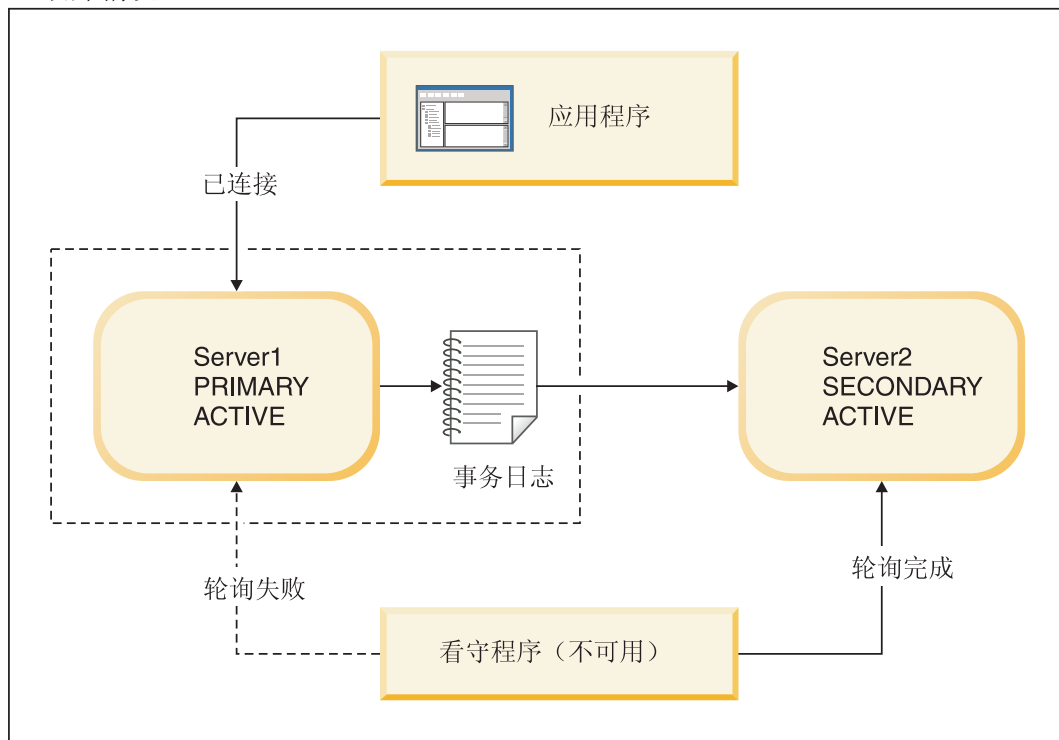 应用程序
已连接
Server1
PRIMARY
ACTIVE
Server2
SECONDARY
ACTIVE
事务日志
轮询失败
轮询完成
看守程序（不可用）